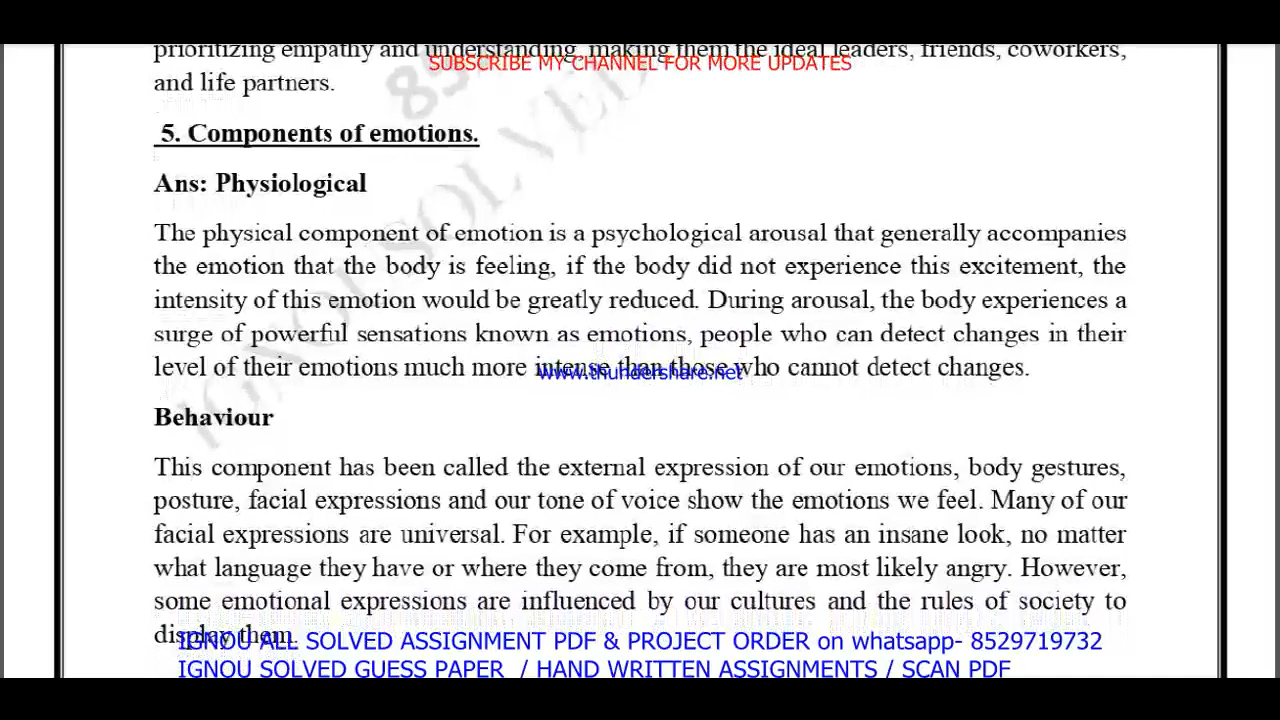 prioritizing empathy and understanding, making them the ideal leaders, friends, coworkers,
SUBSCRIBE MY CHANNEL FOR MORE UPDATES
and life partners.
5. Components of emotions.
Ans: Physiological
The physical component of emotion is a psychological arousal that generally accompanies
the emotion that the body is feeling, if the body did not experience this excitement, the
intensity of this emotion would be greatly reduced. During arousal, the body experiences a
surge of powerful sensations known as emotions, people who can detect changes in their
level of their emotions much more intense than those who cannot detect changes.
www.thundershare.net
Behaviour
This component has been called the external expression of our emotions, body gestures,
posture, facial expressions and our tone of voice show the emotions we feel. Many of our
facial expressions are universal. For example, if someone has an insane look, no matter
what language they have or where they come from, they are most likely angry. However,
some emotional expressions are influenced by our cultures and the rules of society to
display them.
IGNOU ALL SOLVED ASSIGNMENT PDF & PROJECT ORDER on whatsapp- 8529719732
IGNOU SOLVED GUESS PAPER / HAND WRITTEN ASSIGNMENTS / SCAN PDF
IGNOU SOLVED
85